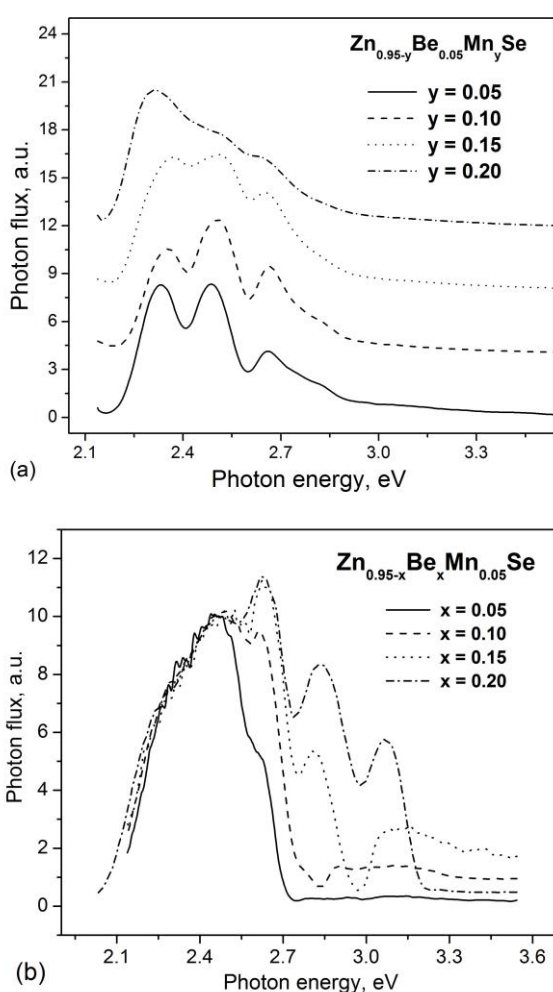 Zn0.95-yBe0.05MnySe
y = 0.05
y = 0.10
y = 0.15
y = 0.20
Photon flux, a.u.
24
21
18
15
12
9
6
3
0
2.1 2.4 2.7 3.0 3.3
Photon energy, eV
(a)
Zn0.95-xBexMn0.05Se
x = 0.05
x = 0.10
x = 0.15
x = 0.20
Photon flux, a.u.
12
10
8
6
4
2
0
2.1 2.4 2.7 3.0 3.3 3.6
Photon energy, eV
(b)